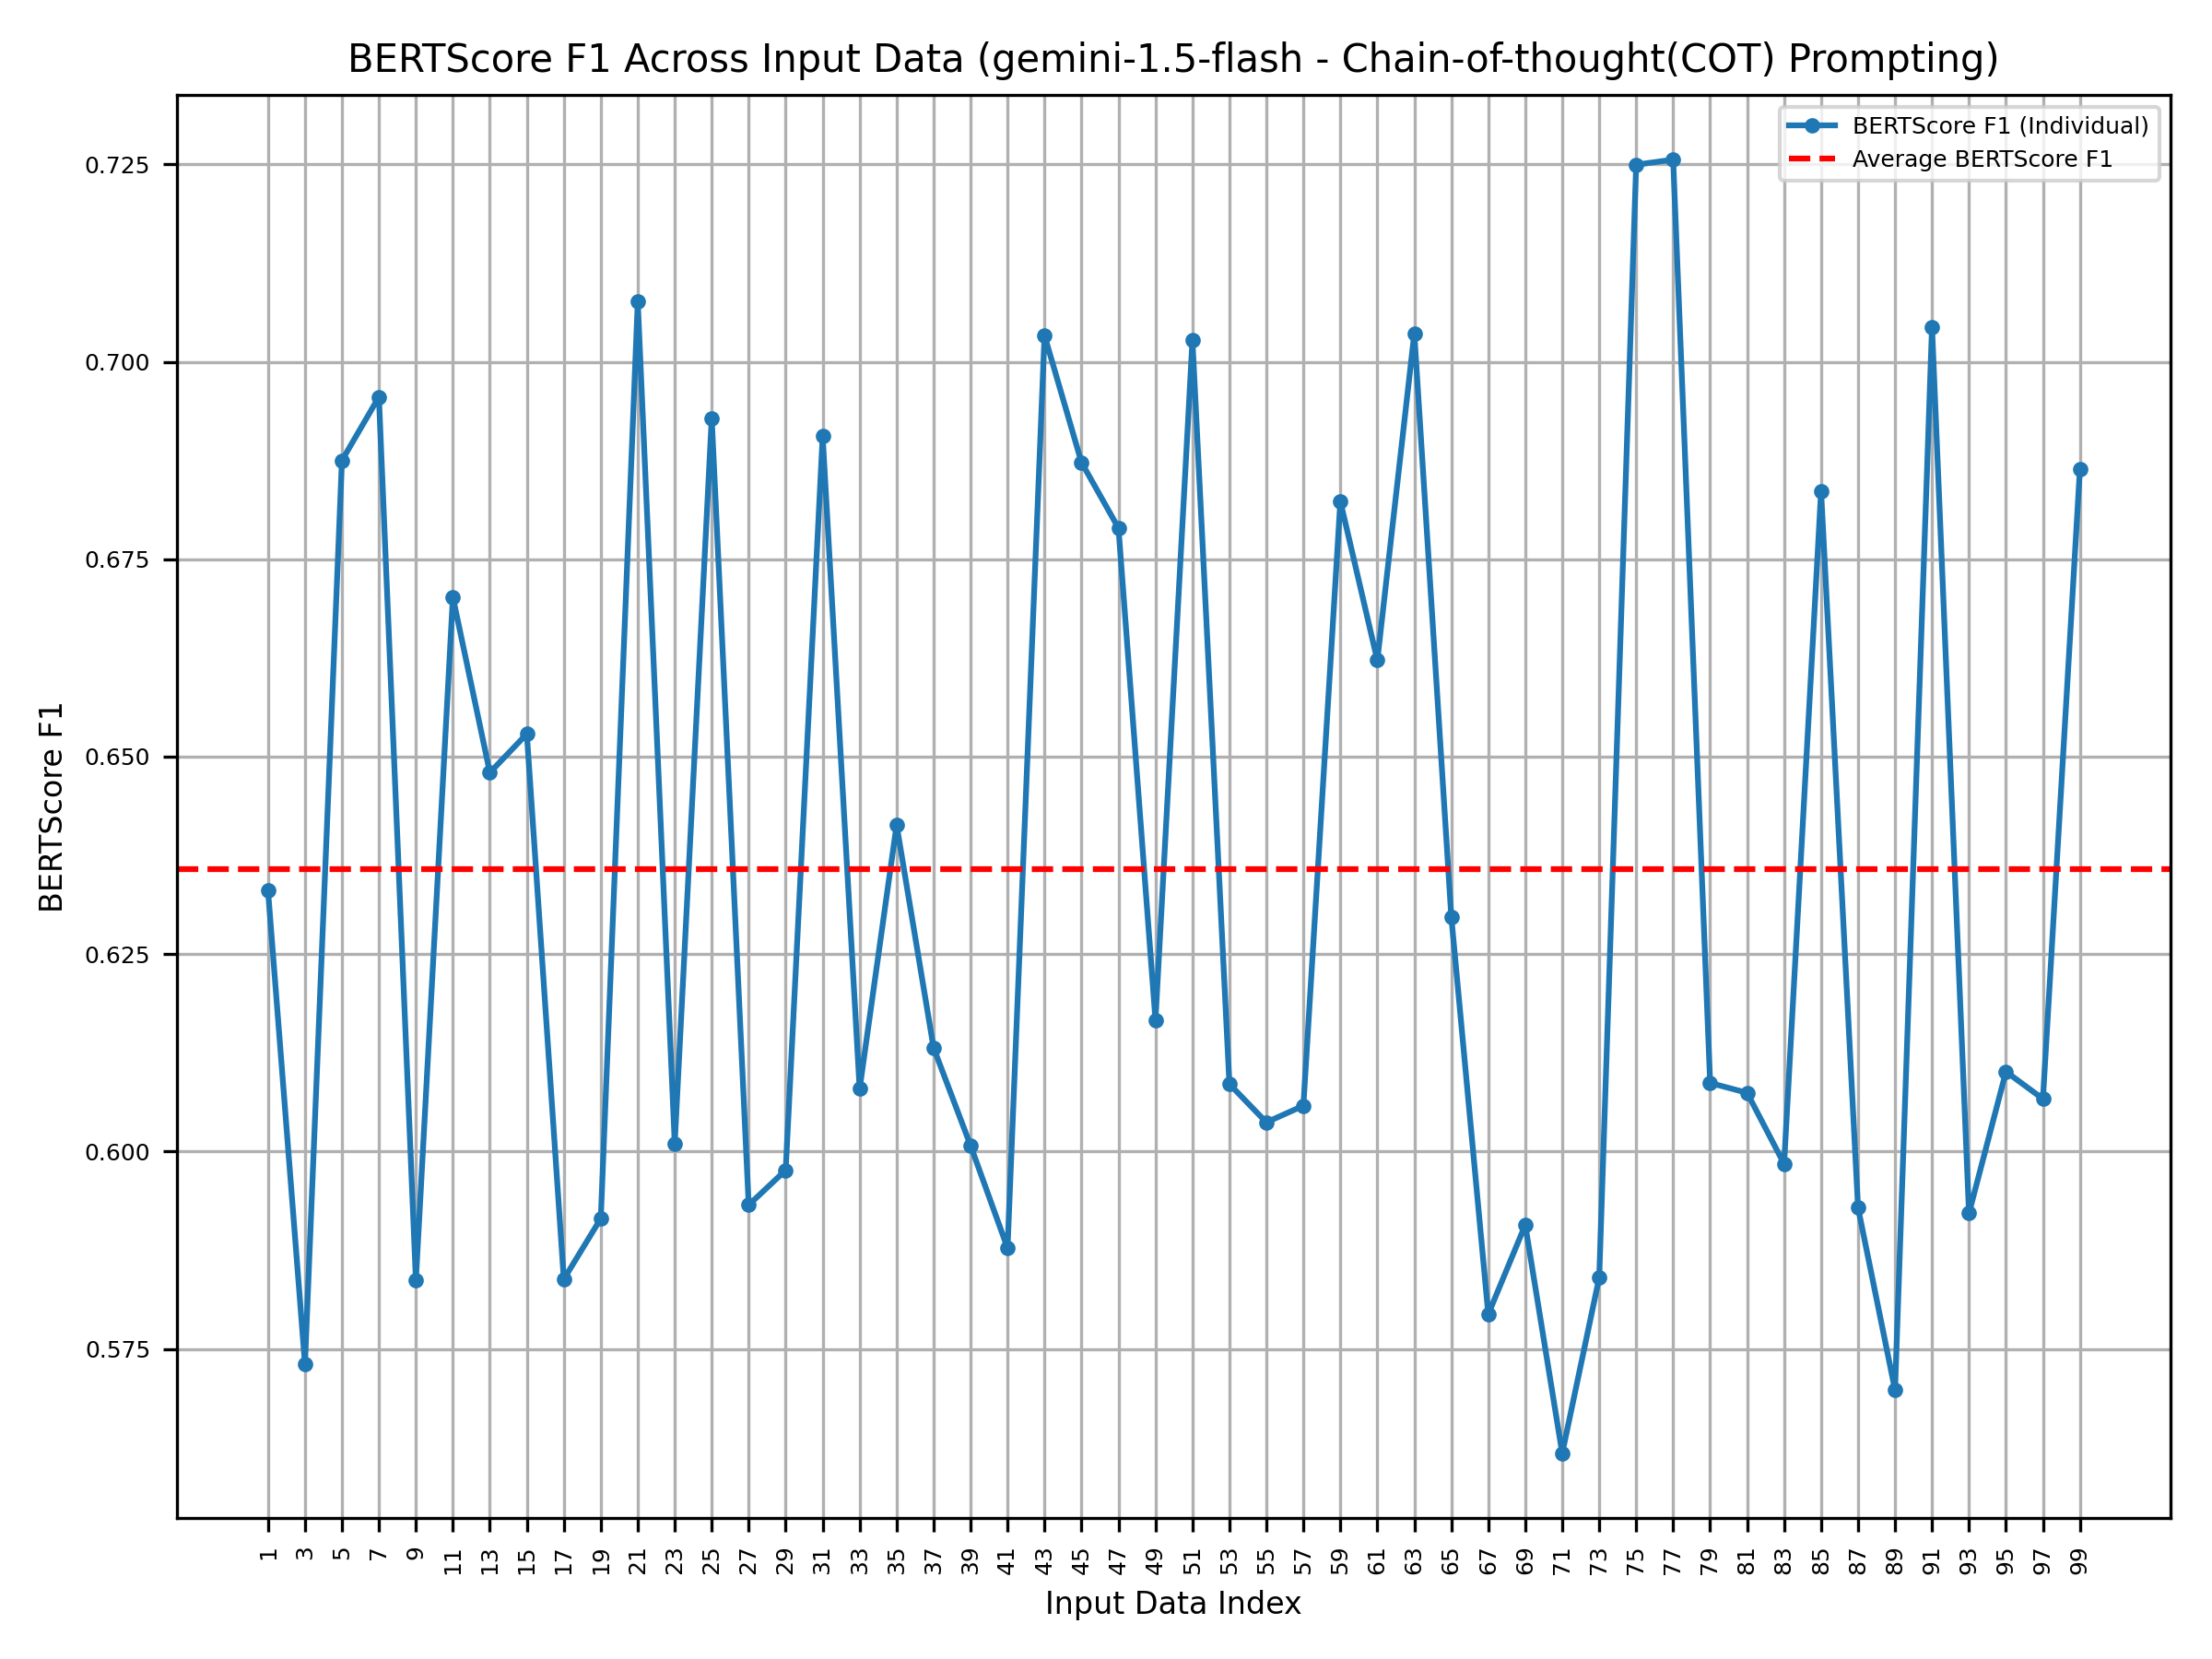 BERTScore F1 Across Input Data (gemini-1.5-flash - Chain-of-thought(COT) Prompting)
BERTScore F1 (Individual)
Average BERTScore F1
BERTScore F1
0.725
0.700
0.675
0.650
0.625
0.600
0.575
1 3 5 7 9 11 13 15 17 19 21 23 25 27 29 31 33 35 37 39 41 43 45 47 49 51 53 55 57 59 61 63 65 67 69 71 73 75 77 79 81 83 85 87 89 91 93 95 97 99
Input Data Index